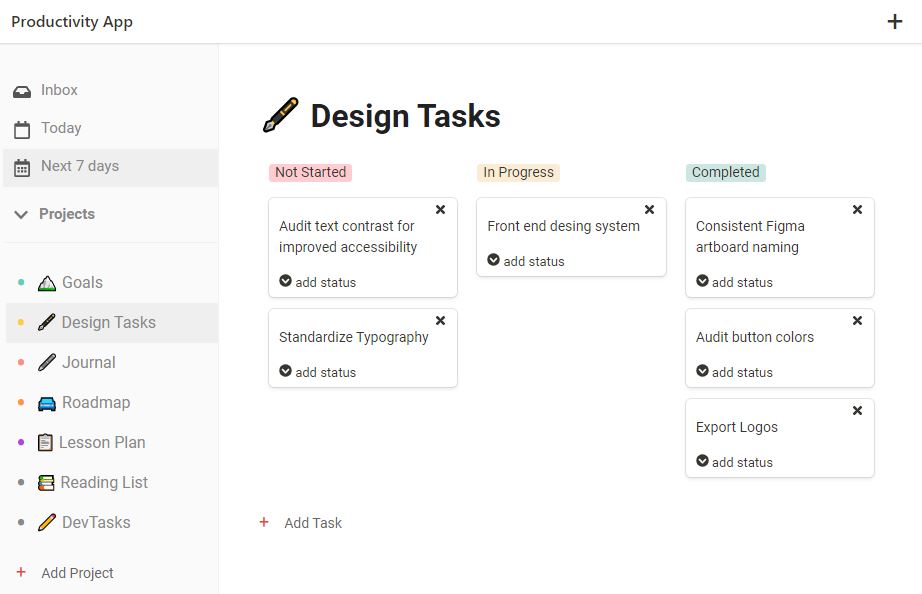 Productivity App
Inbox
Today
Next 7 days
Projects
Goals
Design Tasks
Journal
Roadmap
Lesson Plan
Reading List
DevTasks
Add Project
Design Tasks
Not Started
Audit text contrast for
improved accessibility
add status
Standardize Typography
add status
In Progress
Front end desing system
add status
Completed
Consistent Figma
artboard naming
add status
Audit button colors
add status
Export Logos
add status
Add Task